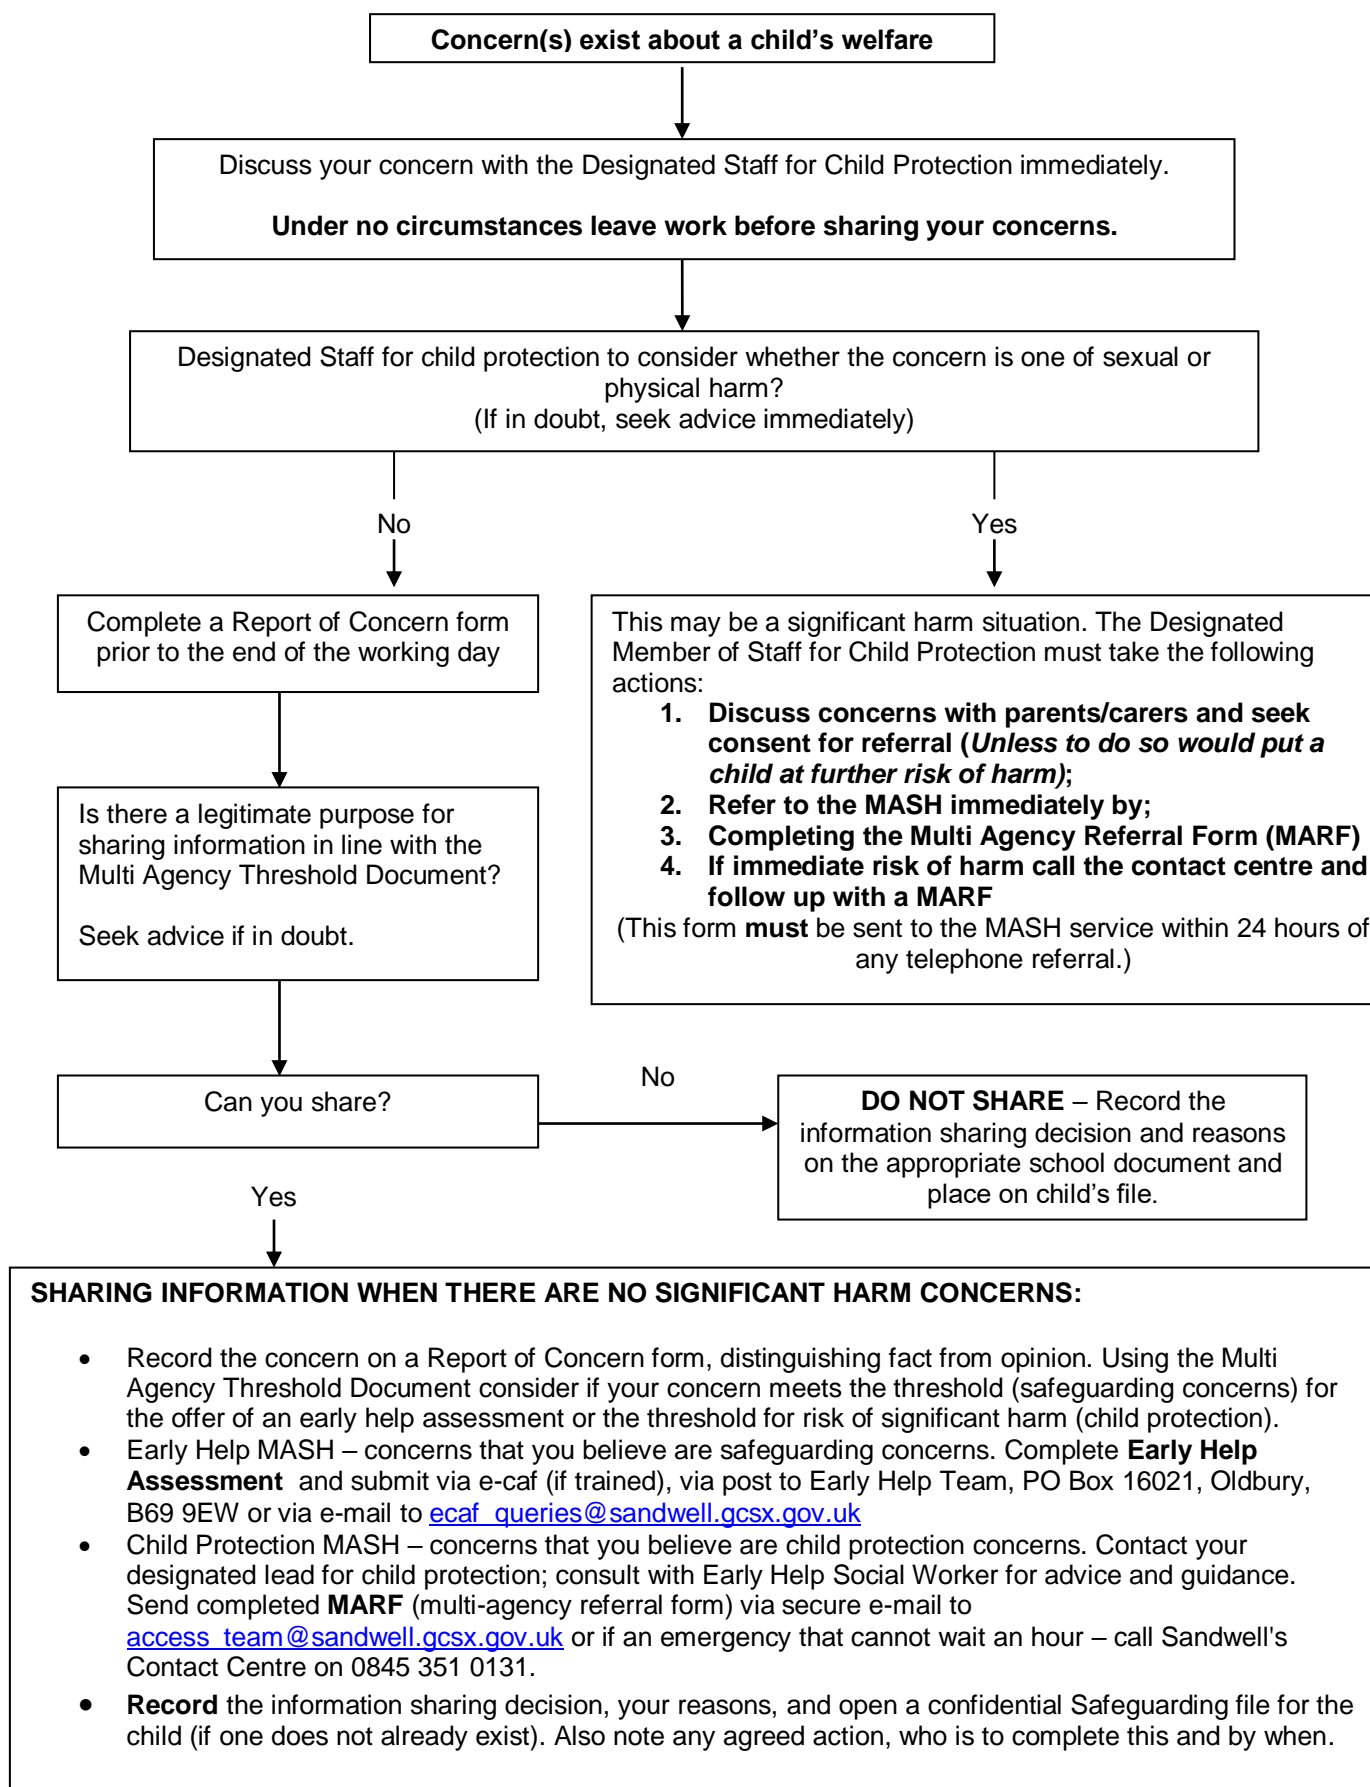 Concern(s) exist about a child's welfare
Discuss your concern with the Designated Staff for Child Protection immediately.
Under no circumstances leave work before sharing your concerns.
Designated Staff for child protection to consider whether the concern is one of sexual or
physical harm?
(If in doubt, seek advice immediately)
No
Yes
Complete a Report of Concern form
prior to the end of the working day
This may be a significant harm situation. The Designated
Member of Staff for Child Protection must take the following
actions:
1. Discuss concerns with parents/carers and seek
consent for referral (Unless to do so would put a
child at further risk of harm);
2. Refer to the MASH immediately by;
3. Completing the Multi Agency Referral Form (MARF)
4. If immediate risk of harm call the contact centre and
follow up with a MARF
(This form must be sent to the MASH service within 24 hours of
any telephone referral.)
Is there a legitimate purpose for
sharing information in line with the
Multi Agency Threshold Document?
Seek advice if in doubt.
Can you share?
No
DO NOT SHARE – Record the
information sharing decision and reasons
on the appropriate school document and
place on child's file.
Yes
SHARING INFORMATION WHEN THERE ARE NO SIGNIFICANT HARM CONCERNS:
• Record the concern on a Report of Concern form, distinguishing fact from opinion. Using the Multi
Agency Threshold Document consider if your concern meets the threshold (safeguarding concerns) for
the offer of an early help assessment or the threshold for risk of significant harm (child protection).
• Early Help MASH – concerns that you believe are safeguarding concerns. Complete Early Help
Assessment and submit via e-caf (if trained), via post to Early Help Team, PO Box 16021, Oldbury,
B69 9EW or via e-mail to ecaf_queries@sandwell.gcsx.gov.uk
• Child Protection MASH – concerns that you believe are child protection concerns. Contact your
designated lead for child protection; consult with Early Help Social Worker for advice and guidance.
Send completed MARF (multi-agency referral form) via secure e-mail to
access_team@sandwell.gcsx.gov.uk or if an emergency that cannot wait an hour – call Sandwell's
Contact Centre on 0845 351 0131.
• Record the information sharing decision, your reasons, and open a confidential Safeguarding file for the
child (if one does not already exist). Also note any agreed action, who is to complete this and by when.